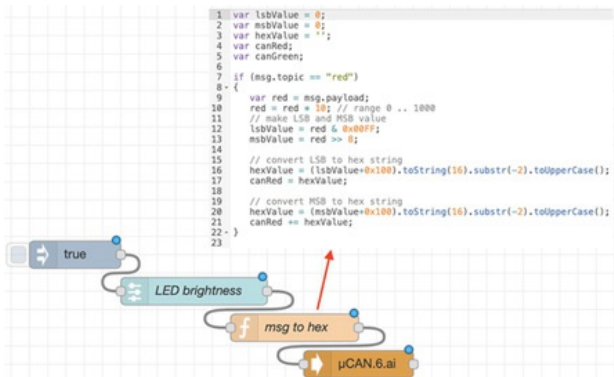 1 var lsbValue = 0;
2 var msbValue = 0;
3 var hexValue = '';
4 var canRed;
5 var canGreen;
6
7 if (msg.topic == "red")
8 {
9 var red = msg.payload;
10 red = red * 10; // range 0 .. 1000
11 // make LSB and MSB value
12 lsbValue = red & 0x00FF;
13 msbValue = red >> 8;
14
15 // convert LSB to hex string
16 hexValue = (lsbValue+0x100).toString(16).substr(-2).toUpperCase();
17 canRed = hexValue;
18
19 // convert MSB to hex string
20 hexValue = (msbValue+0x100).toString(16).substr(-2).toUpperCase();
21 canRed += hexValue;
22 }
23
true
LED brightness
f msg to hex
µCAN.6.ai